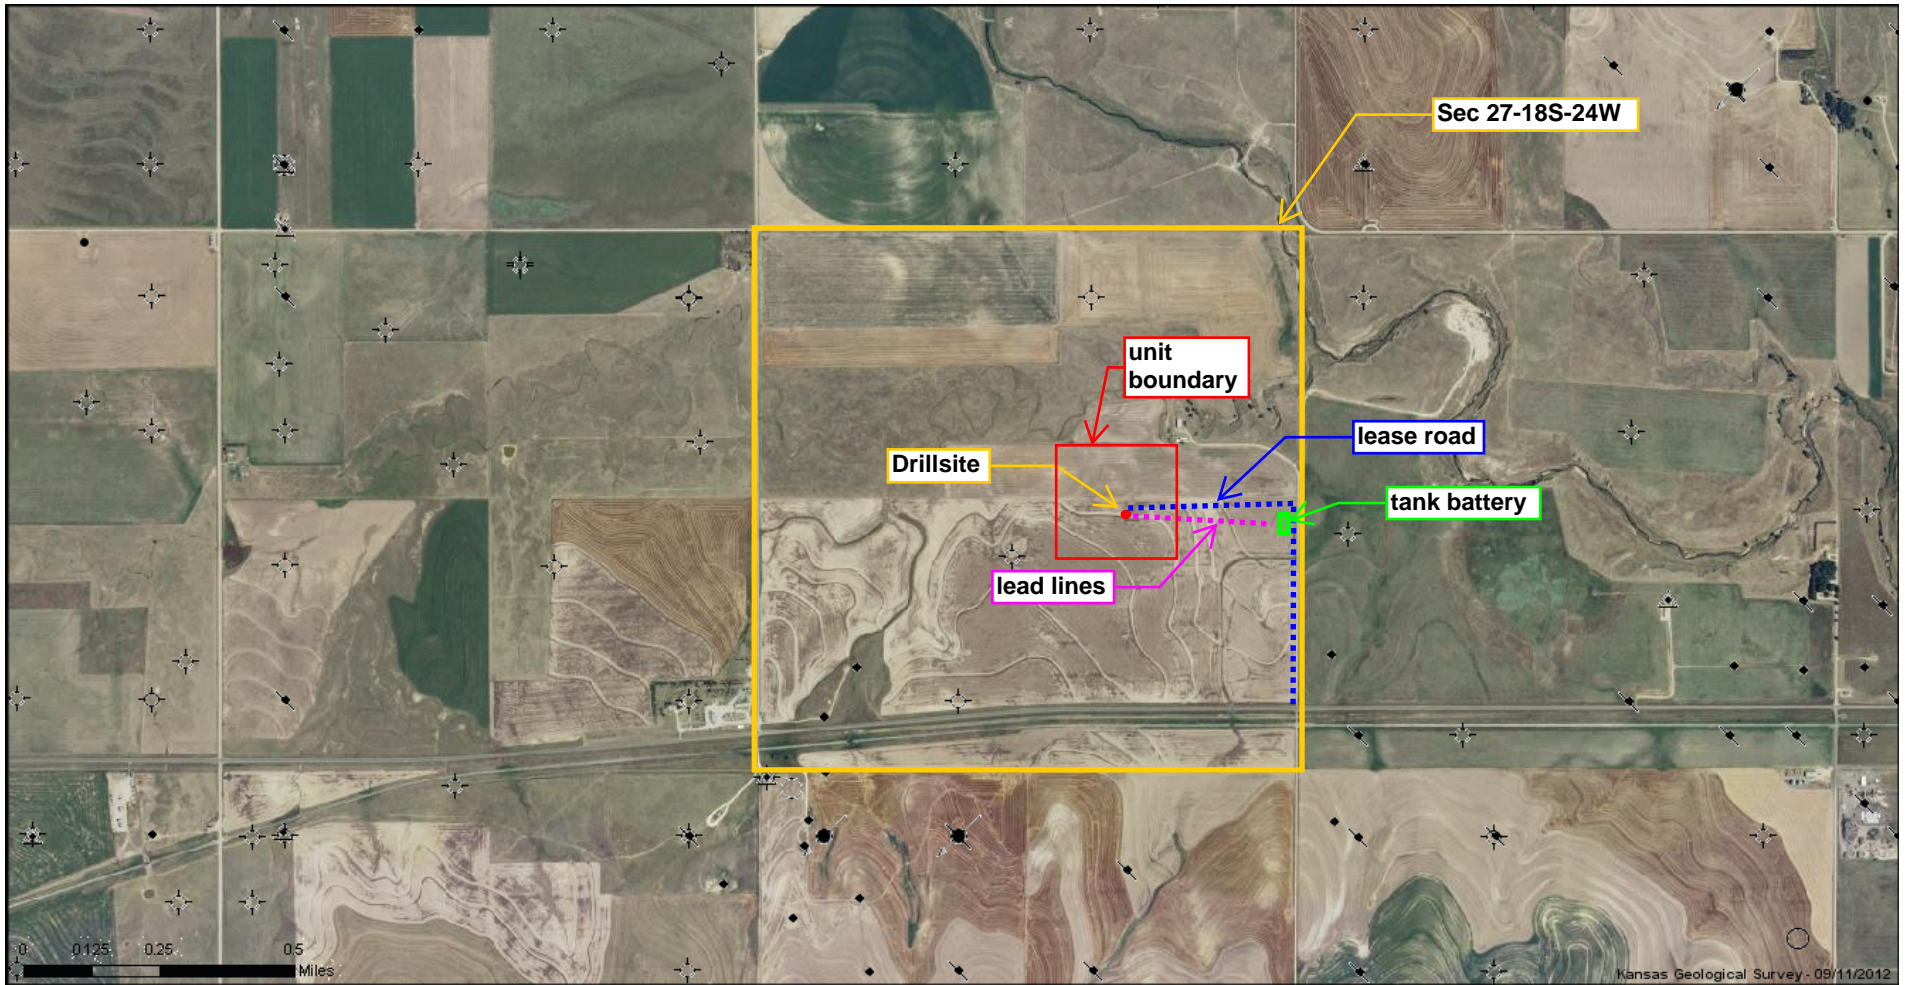 Sec 27-18S-24W
unit
boundary
lease road
Drillsite
tank battery
lead lines
0 0.125 0.25 0.5
Miles
Kansas Geological Survey - 09/11/2012